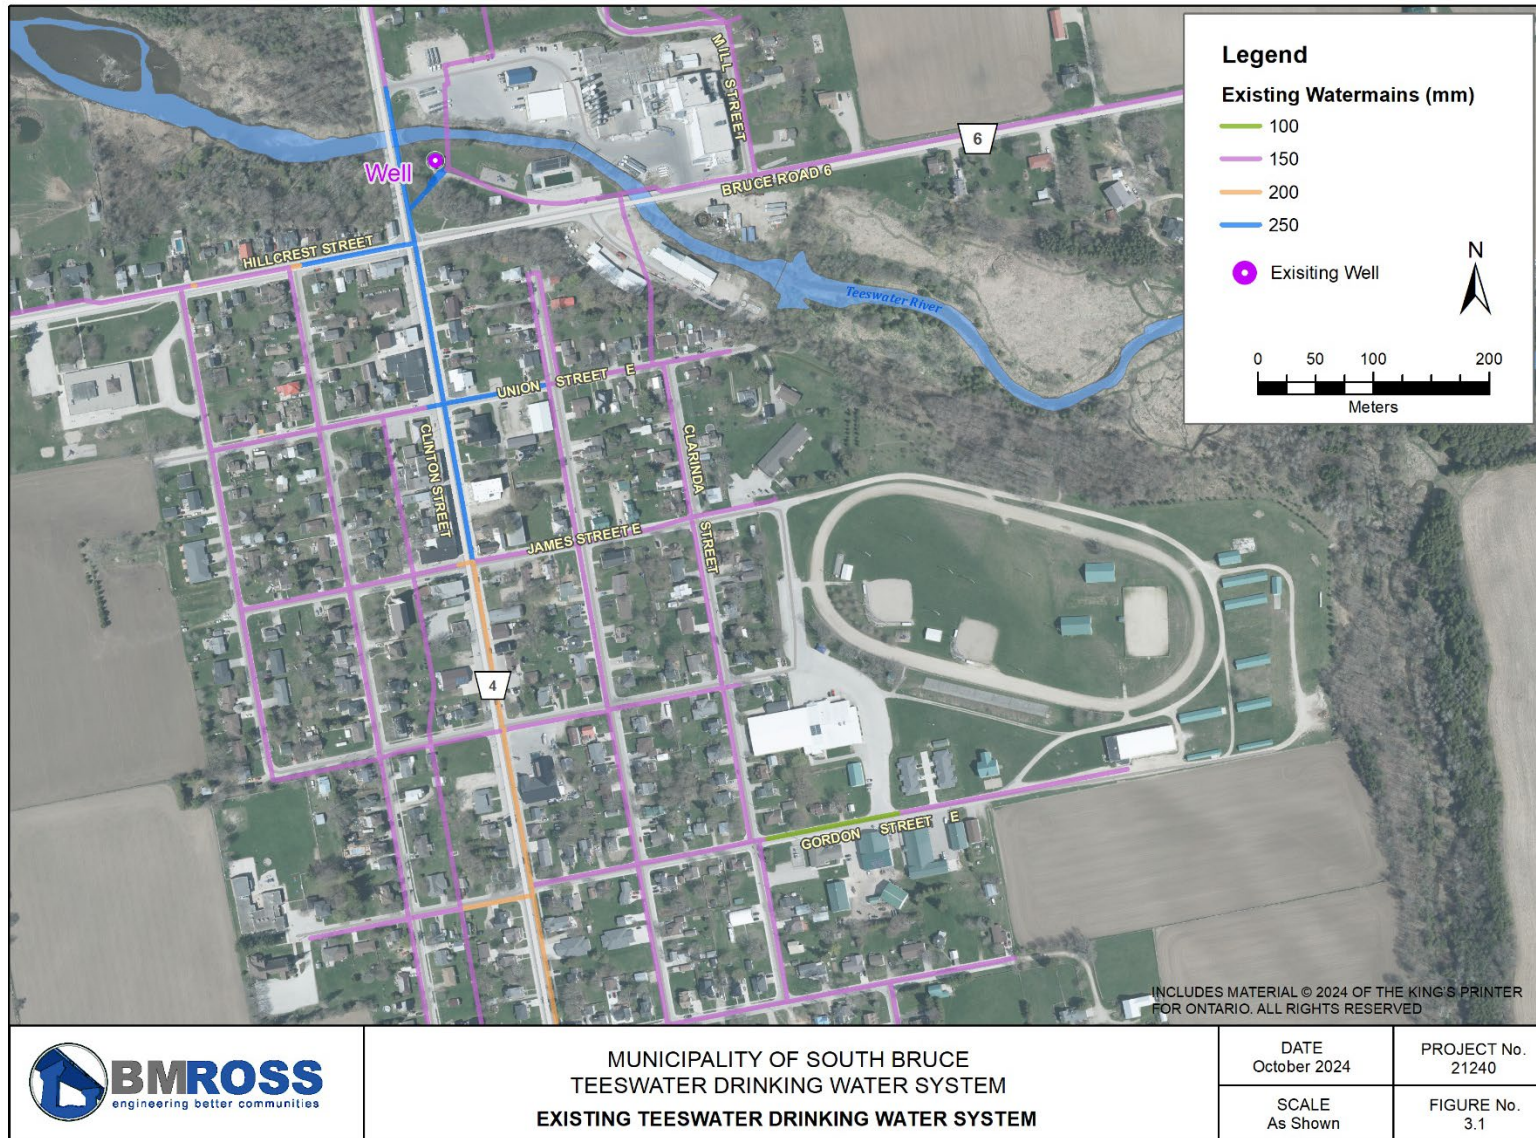 Legend
Existing Watermains (mm)
100
150
200
250
Exisiting Well
N
0 50 100 200
Meters
MILL STREET
6
BRUCE ROAD 6
Well
HILLCREST STREET
Teeswater River
UNION STREET E
CLINTON STREET
CLARINDA STREET
JAMES STREET E
4
GORDON STREET E
INCLUDES MATERIAL © 2024 OF THE KING'S PRINTER
FOR ONTARIO. ALL RIGHTS RESERVED
BMROSS
engineering better communities
MUNICIPALITY OF SOUTH BRUCE
TEESWATER DRINKING WATER SYSTEM
EXISTING TEESWATER DRINKING WATER SYSTEM
DATE
October 2024
PROJECT No.
21240
SCALE
As Shown
FIGURE No.
3.1